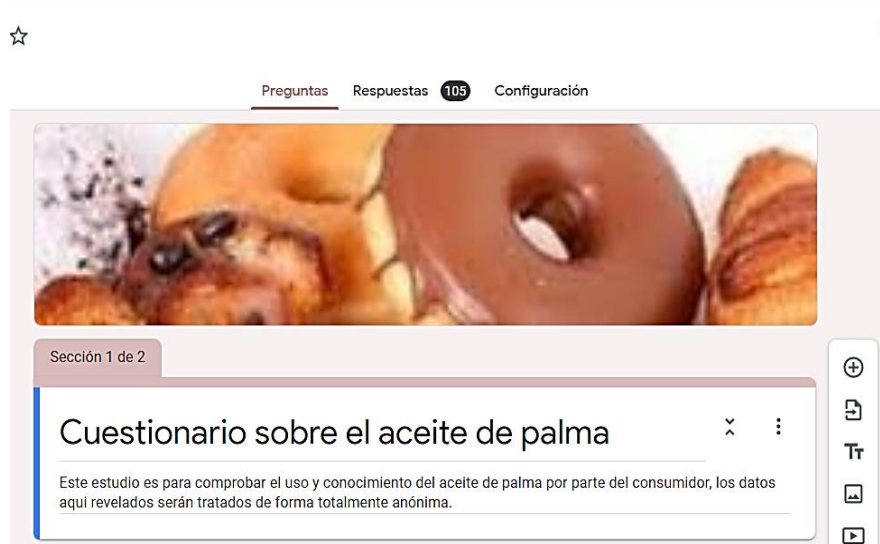 Preguntas Respuestas 105 Configuración
Sección 1 de 2
Cuestionario sobre el aceite de palma
Este estudio es para comprobar el uso y conocimiento del aceite de palma por parte del consumidor, los datos
aqui revelados serán tratados de forma totalmente anónima.
Tт